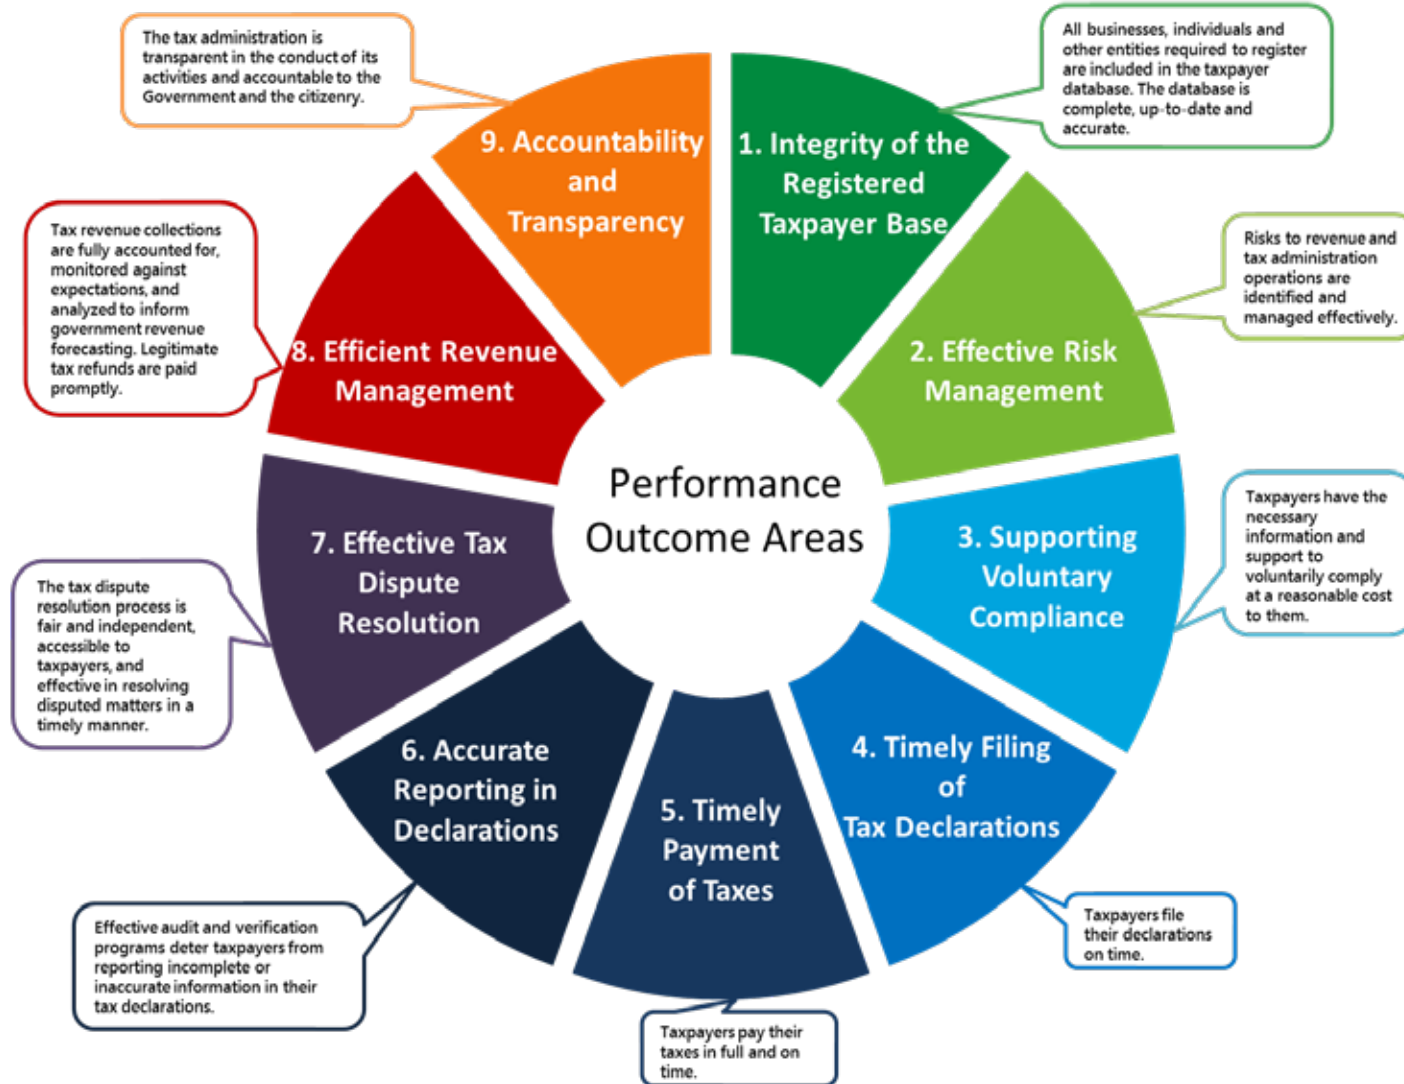 Performance
Outcome Areas
1. Integrity of the
Registered
Taxpayer Base
All businesses, individuals and
other entities required to register
are included in the taxpayer
database. The database is
complete, up-to-date and
accurate.
2. Effective Risk
Management
Risks to revenue and
tax administration
operations are
identified and
managed effectively.
3. Supporting
Voluntary
Compliance
Taxpayers have the
necessary
information and
support to
voluntarily comply
at a reasonable cost
to them.
4. Timely Filing
of
Tax Declarations
Taxpayers file
their declarations
on time.
5. Timely
Payment
of Taxes
Taxpayers pay their
taxes in full and on
time.
6. Accurate
Reporting in
Declarations
Effective audit and verification
programs deter taxpayers from
reporting incomplete or
inaccurate information in their
tax declarations.
7. Effective Tax
Dispute
Resolution
The tax dispute
resolution process is
fair and independent,
accessible to
taxpayers, and
effective in resolving
disputed matters in a
timely manner.
8. Efficient Revenue
Management
Tax revenue collections
are fully accounted for,
monitored against
expectations, and
analyzed to inform
government revenue
forecasting. Legitimate
tax refunds are paid
promptly.
9. Accountability
and
Transparency
The tax administration is
transparent in the conduct of its
activities and accountable to the
Government and the citizenry.